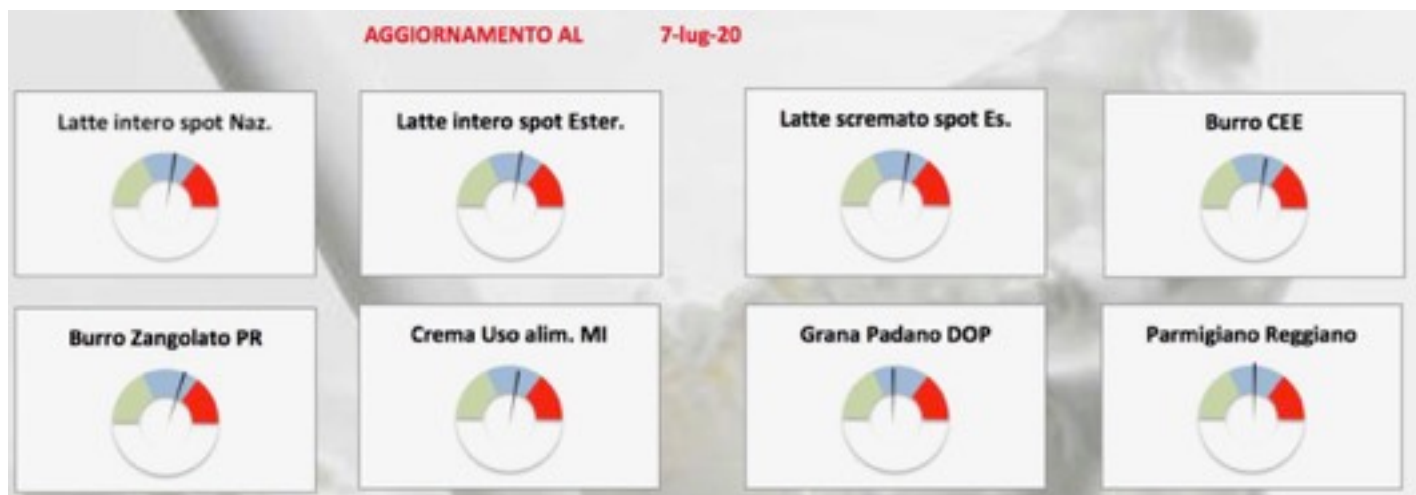 AGGIORNAMENTO AL 7-lug-20
Latte intero spot Naz.
Latte intero spot Ester.
Latte scremato spot Es.
Burro CEE
Burro Zangolato PR
Crema Uso alim. MI
Grana Padano DOP
Parmigiano Reggiano